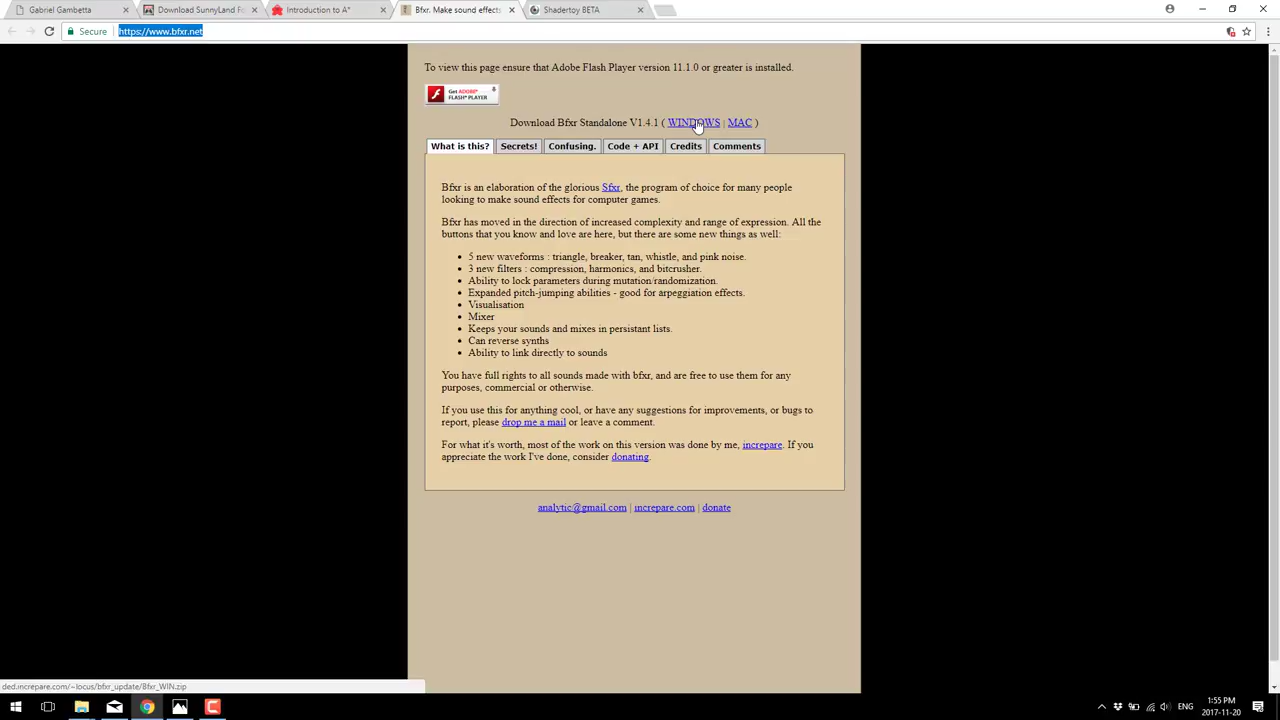 Gabriel Gambetta
Download SunnyLand Fo
Introduction to A*
Bfxr. Make sound effects
Shadertoy BETA
Secure
https://www.bfxr.net
To view this page ensure that Adobe Flash Player version 11.1.0 or greater is installed.
Get ADOBE®
FLASH® PLAYER
Download Bfxr Standalone V1.4.1 ( WINDOWS | MAC )
What is this?
Secrets!
Confusing.
Code + API
Credits
Comments
Bfxr is an elaboration of the glorious Sfxr, the program of choice for many people
looking to make sound effects for computer games.
Bfxr has moved in the direction of increased complexity and range of expression. All the
buttons that you know and love are here, but there are some new things as well:
• 5 new waveforms : triangle, breaker, tan, whistle, and pink noise.
• 3 new filters : compression, harmonics, and bitcrusher.
• Ability to lock parameters during mutation/randomization.
• Expanded pitch-jumping abilities - good for arpeggiation effects.
• Visualisation
• Mixer
• Keeps your sounds and mixes in persistant lists.
• Can reverse synths
• Ability to link directly to sounds
You have full rights to all sounds made with bfxr, and are free to use them for any
purposes, commercial or otherwise.
If you use this for anything cool, or have any suggestions for improvements, or bugs to
report, please drop me a mail or leave a comment.
For what it's worth, most of the work on this version was done by me, increpare. If you
appreciate the work I've done, consider donating.
analytic@gmail.com | increpare.com | donate
ded.increpare.com/~locus/bfxr_update/Bfxr_WIN.zip
ENG
1:55 PM
2017-11-20